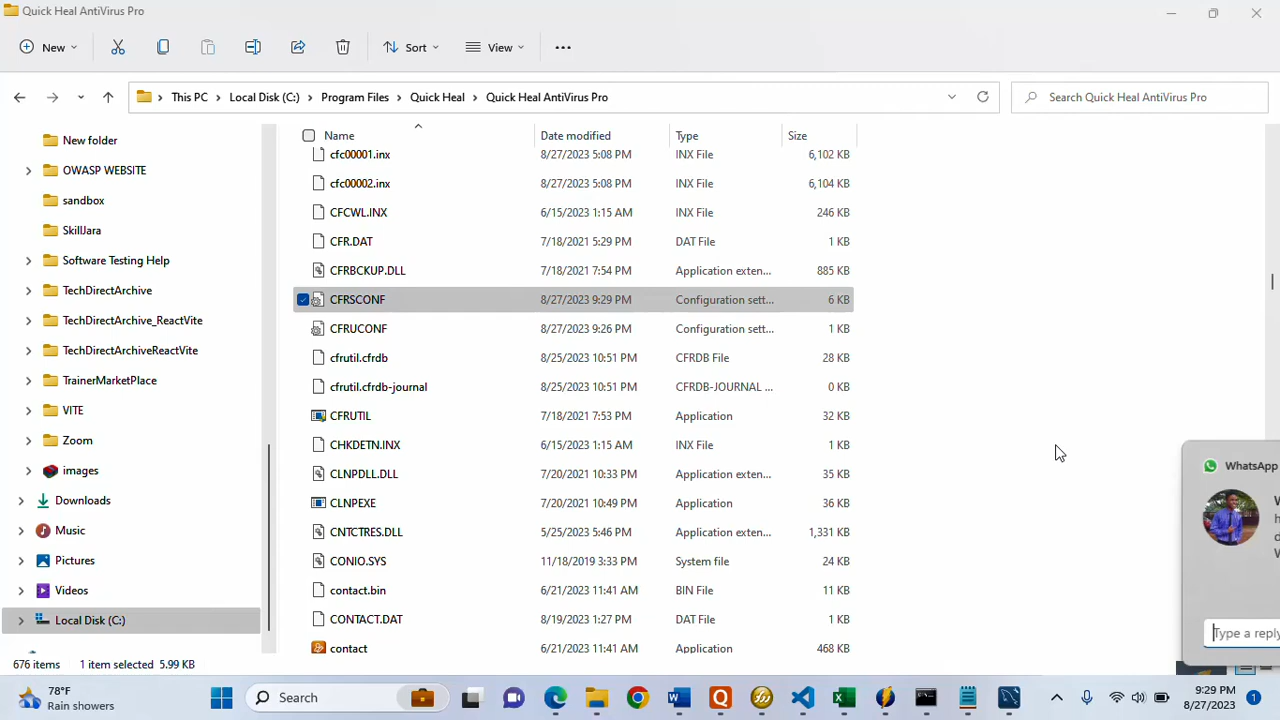 Quick Heal AntiVirus Pro
New Sort View
This PC Local Disk (C:) Program Files Quick Heal Quick Heal AntiVirus Pro Search Quick Heal AntiVirus Pro
Name Date modified Type Size
New folder
OWASP WEBSITE
sandbox
SkillJara
Software Testing Help
TechDirectArchive
TechDirectArchive_ReactVite
TechDirectArchiveReactVite
TrainerMarketPlace
VITE
Zoom
images
Downloads
Music
Pictures
Videos
Local Disk (C:)
cfc00001.inx 8/27/2023 5:08 PM INX File 6,102 KB
cfc00002.inx 8/27/2023 5:08 PM INX File 6,104 KB
CFCWL.INX 6/15/2023 1:15 AM INX File 246 KB
CFR.DAT 7/18/2021 5:29 PM DAT File 1 KB
CFRBCKUP.DLL 7/18/2021 7:54 PM Application exten... 885 KB
CFRSCONF 8/27/2023 9:29 PM Configuration sett... 6 KB
CFRUCONF 8/27/2023 9:26 PM Configuration sett... 1 KB
cfrutil.cfrdb 8/25/2023 10:51 PM CFRDB File 28 KB
cfrutil.cfrdb-journal 8/25/2023 10:51 PM CFRDB-JOURNAL ... 0 KB
CFRUTIL 7/18/2021 7:53 PM Application 32 KB
CHKDETN.INX 6/15/2023 1:15 AM INX File 1 KB
CLNPDLL.DLL 7/20/2021 10:33 PM Application exten... 35 KB
CLNPEXE 7/20/2021 10:49 PM Application 36 KB
CNTCTRES.DLL 5/25/2023 5:46 PM Application exten... 1,331 KB
CONIO.SYS 11/18/2019 3:33 PM System file 24 KB
contact.bin 6/21/2023 11:41 AM BIN File 11 KB
CONTACT.DAT 8/19/2023 1:27 PM DAT File 1 KB
contact 6/21/2023 11:41 AM Application 468 KB
WhatsApp
Type a reply
676 items 1 item selected 5.99 KB
78°F
Rain showers
Search
9:29 PM
8/27/2023
1